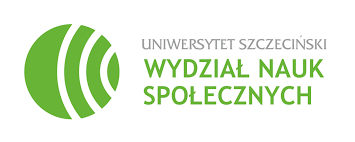 UNIWERSYTET SZCZECIŃSKI
WYDZIAŁ NAUK
SPOŁECZNYCH